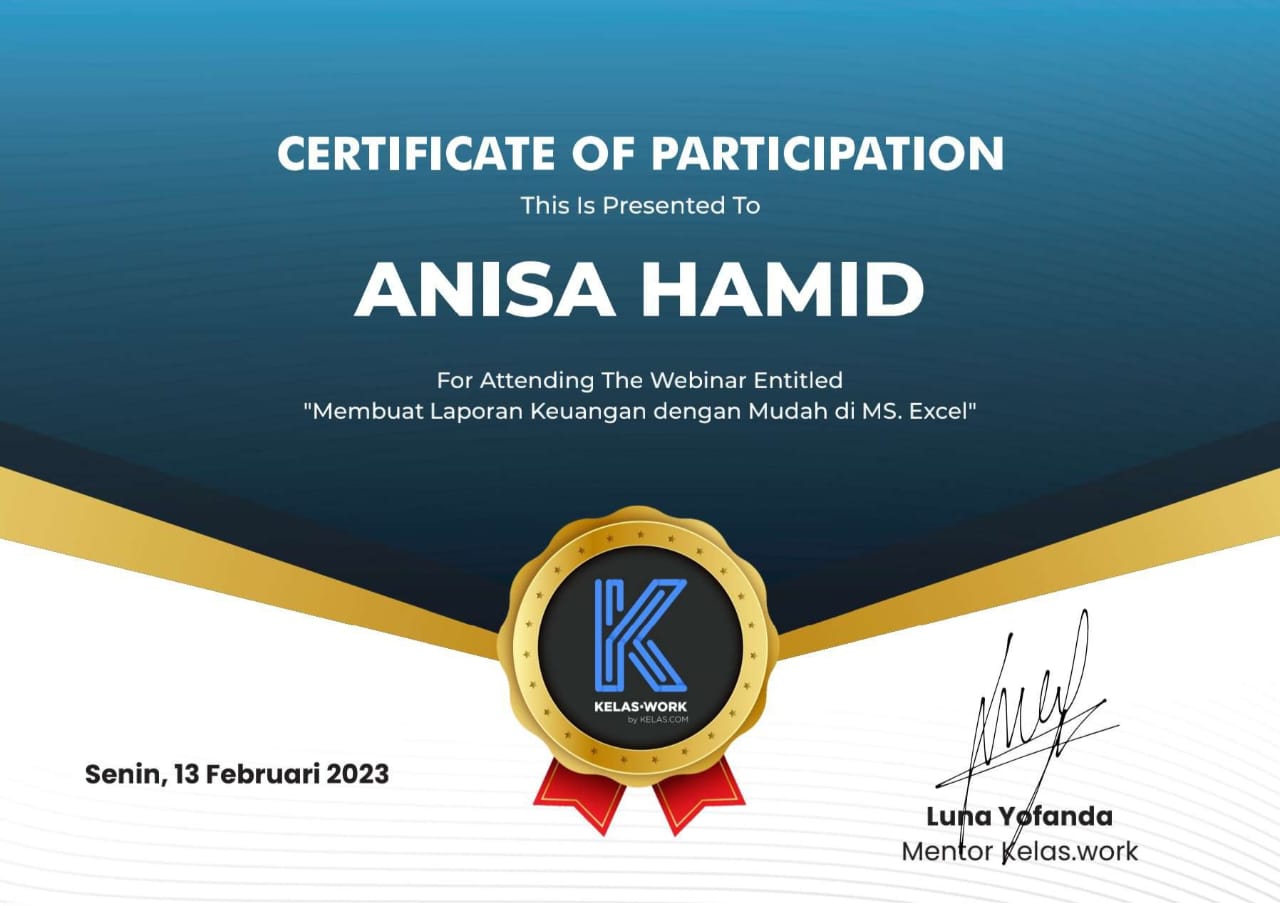 CERTIFICATE OF PARTICIPATION
This Is Presented To
ANISA HAMID
For Attending The Webinar Entitled
"Membuat Laporan Keuangan dengan Mudah di MS. Excel"
KELAS•WORK
by KELAS.COM
Senin, 13 Februari 2023
Luna Yofanda
Mentor Kelas.work